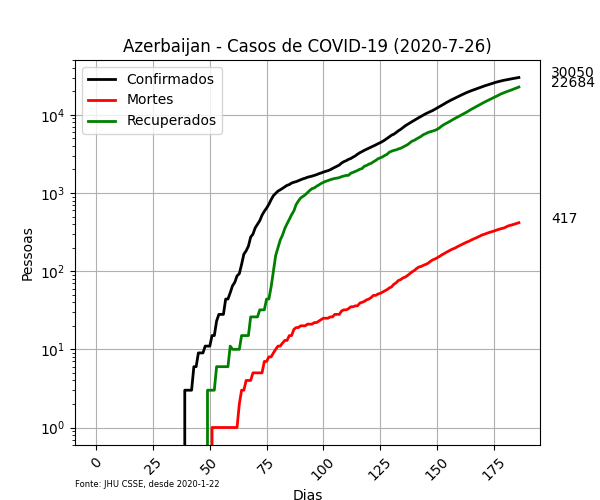 Azerbaijan - Casos de COVID-19 (2020-7-26)
Confirmados
Mortes
Recuperados
30050
22684
417
10⁴
10³
10²
10¹
10⁰
Pessoas
0 25 50 75 100 125 150 175
Fonte: JHU CSSE, desde 2020-1-22
Dias